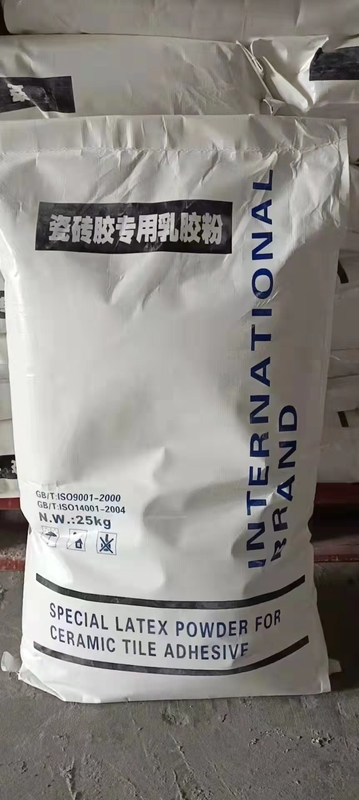 瓷砖胶专用乳胶粉
INTERNATIONAL
BRAND
GB/T:ISO9001-2000
GB/T:ISO14001-2004
N.W.:25kg
SPECIAL LATEX POWDER FOR
CERAMIC TILE ADHESIVE